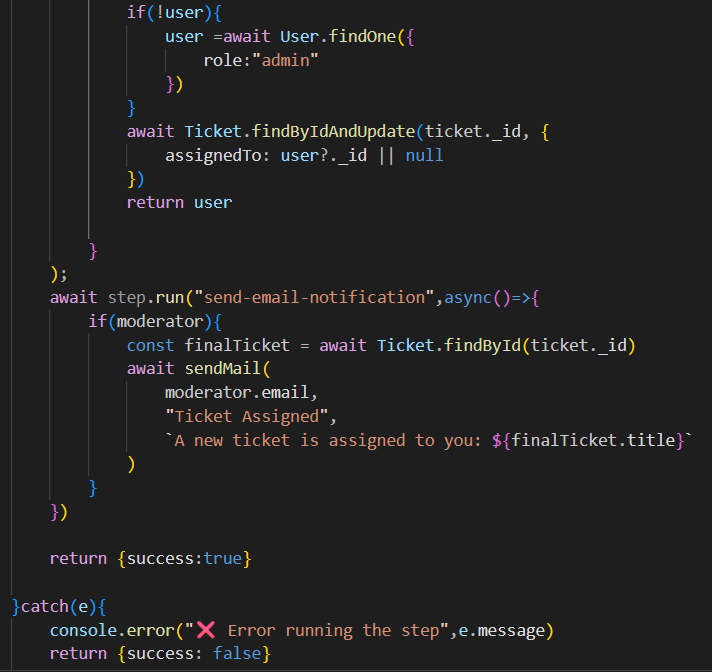 if(!user){
user =await User.findOne({
role:"admin"
})
}
await Ticket.findByIdAndUpdate(ticket._id, {
assignedTo: user?._id || null
})
return user
}
);
await step.run("send-email-notification",async()=>{
if(moderator){
const finalTicket = await Ticket.findById(ticket._id)
await sendMail(
moderator.email,
"Ticket Assigned",
`A new ticket is assigned to you: ${finalTicket.title}`
)
}
})
return {success:true}
}catch(e){
console.error("❌ Error running the step",e.message)
return {success: false}